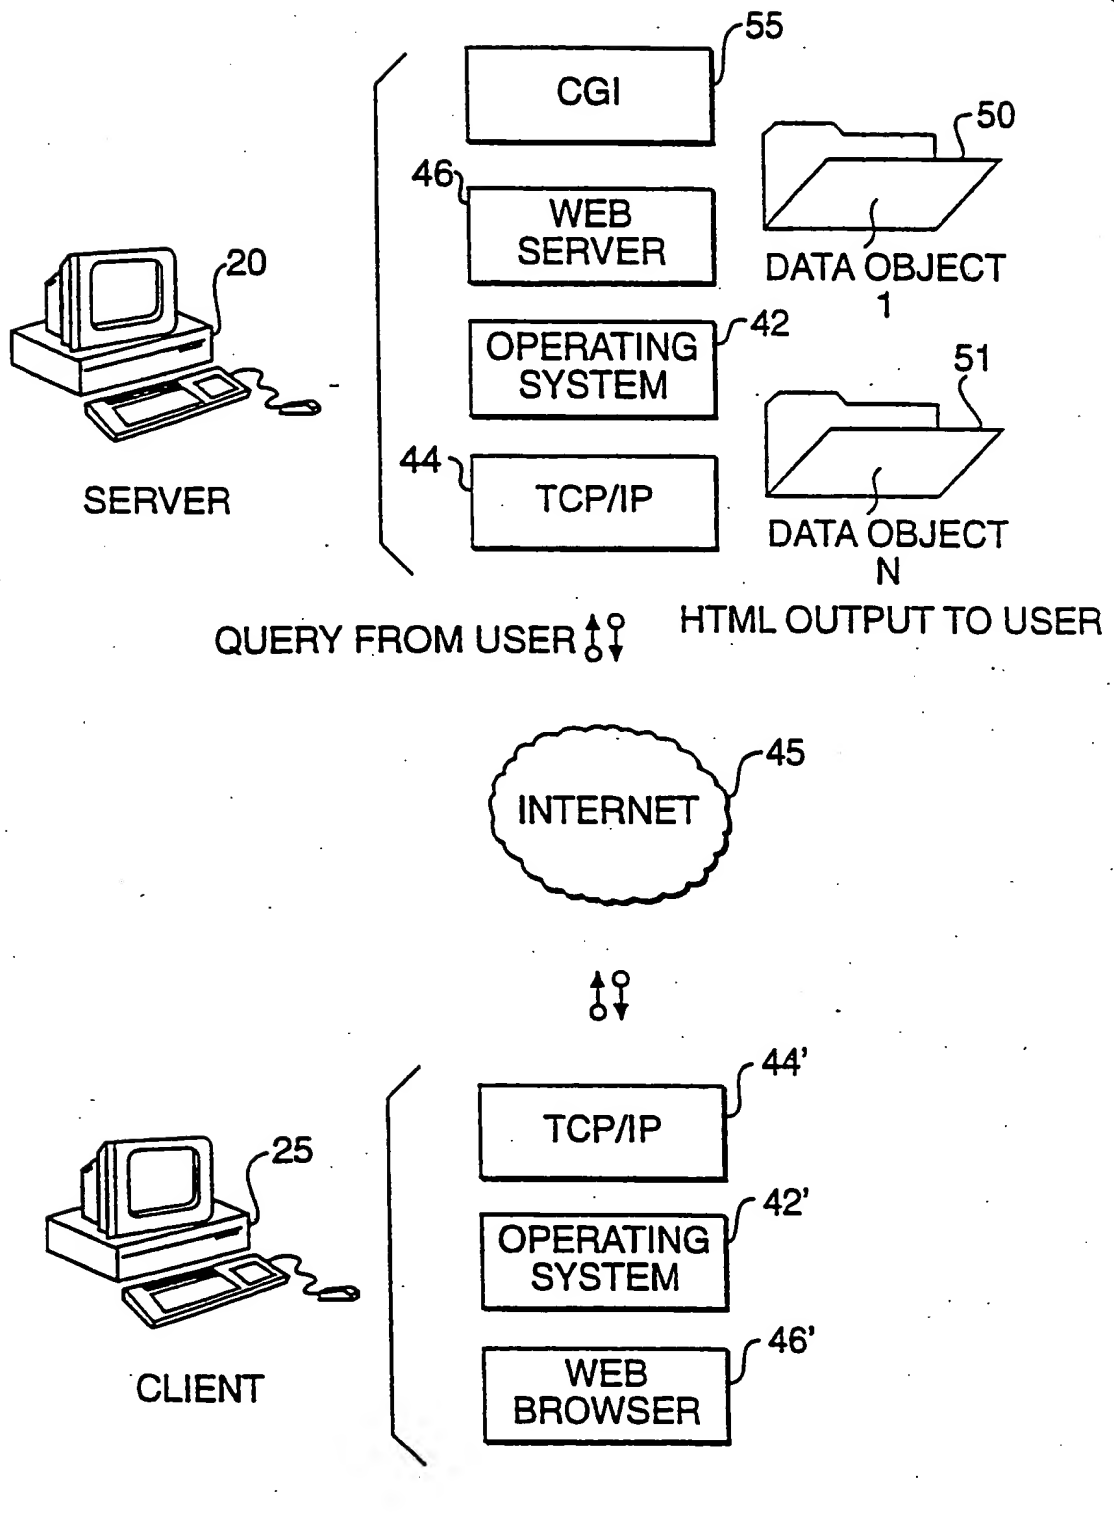 55
CGI
50
46
WEB
SERVER
DATA OBJECT
1
20
42
OPERATING
SYSTEM
51
44
TCP/IP
SERVER
DATA OBJECT
N
HTML OUTPUT TO USER
QUERY FROM USER
45
INTERNET
44'
TCP/IP
25
42'
OPERATING
SYSTEM
46'
WEB
BROWSER
CLIENT